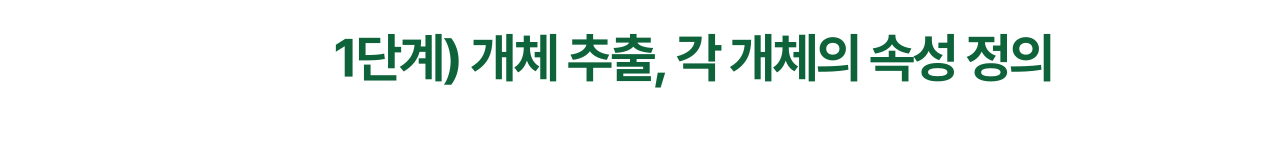 1단계) 개체 추출, 각 개체의 속성 정의